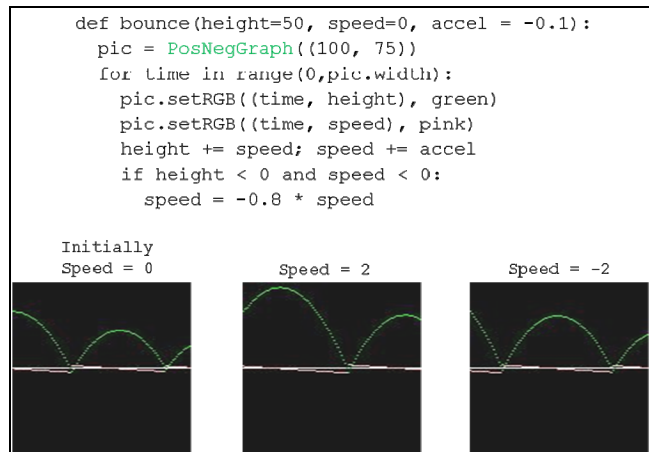 def bounce(height=50, speed=0, accel = -0.1):
pic = PosNegGraph((100, 75))
for time in range(0,pic.width):
pic.setRGB((time, height), green)
pic.setRGB((time, speed), pink)
height += speed; speed += accel
if height < 0 and speed < 0:
speed = -0.8 * speed
Initially
Speed = 0
Speed = 2
Speed = -2